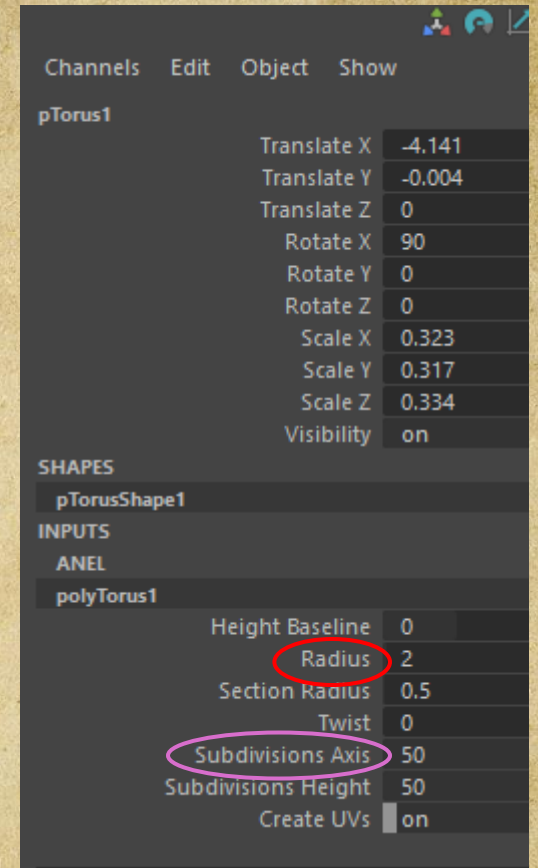 Channels Edit Object Show
pTorus1
Translate X -4.141
Translate Y -0.004
Translate Z 0
Rotate X 90
Rotate Y 0
Rotate Z 0
Scale X 0.323
Scale Y 0.317
Scale Z 0.334
Visibility on
SHAPES
pTorusShape1
INPUTS
ANEL
polyTorus1
Height Baseline 0
Radius 2
Section Radius 0.5
Twist 0
Subdivisions Axis 50
Subdivisions Height 50
Create UVs on